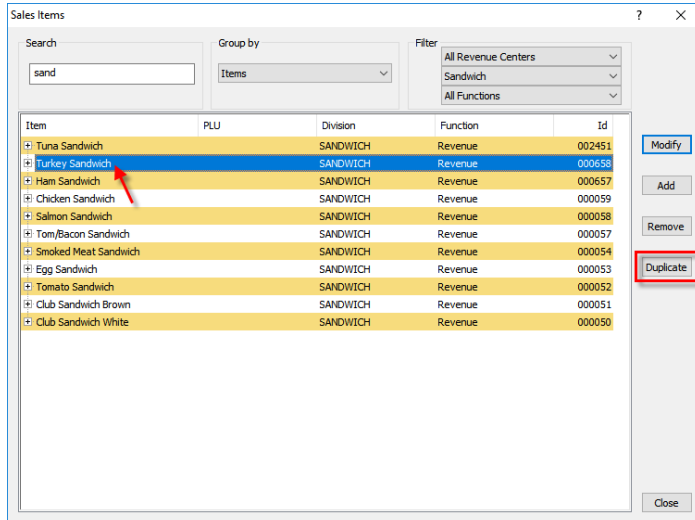 Sales Items ? X
Search Group by Filter
sand Items All Revenue Centers
Sandwich
All Functions
Item PLU Division Function Id
Tuna Sandwich SANDWICH Revenue 002451
Turkey Sandwich SANDWICH Revenue 000658
Ham Sandwich SANDWICH Revenue 000657
Chicken Sandwich SANDWICH Revenue 000059
Salmon Sandwich SANDWICH Revenue 000058
Tom/Bacon Sandwich SANDWICH Revenue 000057
Smoked Meat Sandwich SANDWICH Revenue 000054
Egg Sandwich SANDWICH Revenue 000053
Tomato Sandwich SANDWICH Revenue 000052
Club Sandwich Brown SANDWICH Revenue 000051
Club Sandwich White SANDWICH Revenue 000050
Modify
Add
Remove
Duplicate
Close